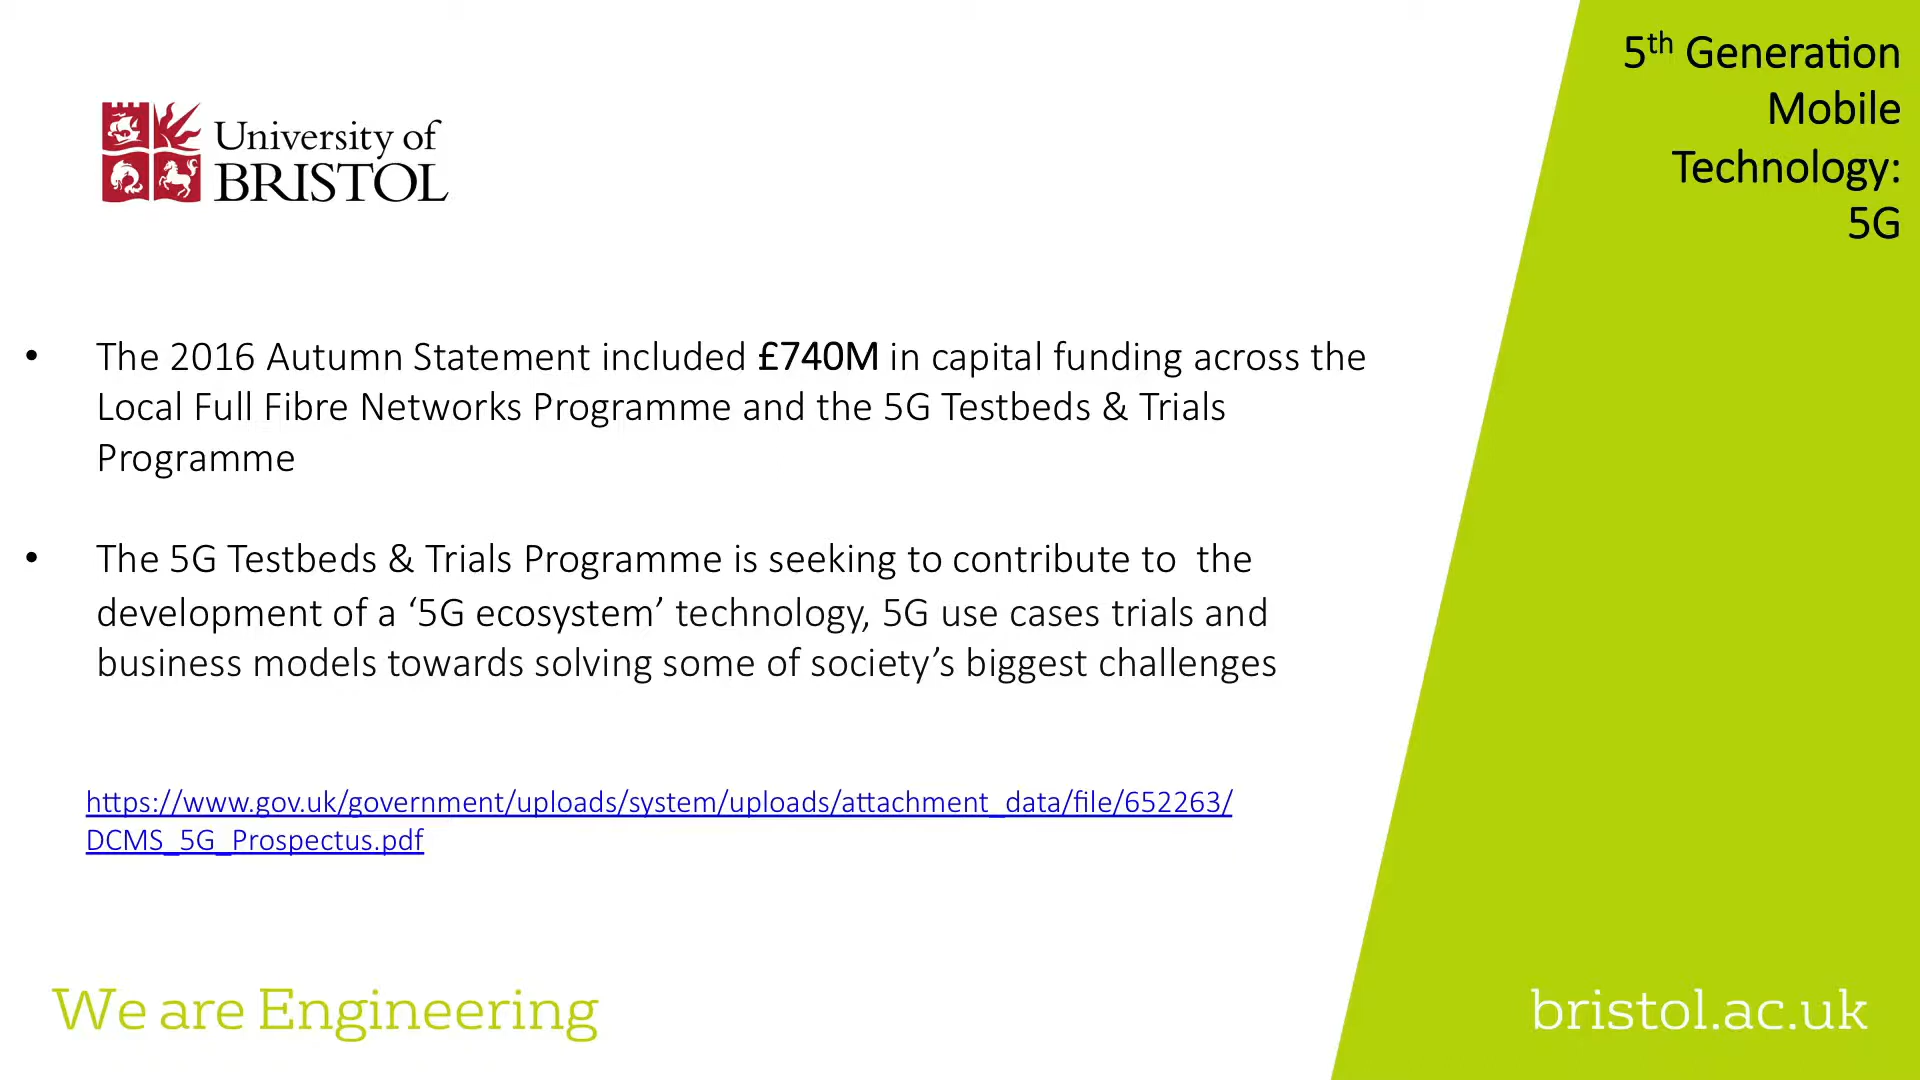 University of
BRISTOL
5th Generation
Mobile
Technology:
5G
• The 2016 Autumn Statement included £740M in capital funding across the
Local Full Fibre Networks Programme and the 5G Testbeds & Trials
Programme
• The 5G Testbeds & Trials Programme is seeking to contribute to  the
development of a ‘5G ecosystem’ technology, 5G use cases trials and
business models towards solving some of society’s biggest challenges
https://www.gov.uk/government/uploads/system/uploads/attachment_data/file/652263/
DCMS_5G_Prospectus.pdf
We are Engineering
bristol.ac.uk